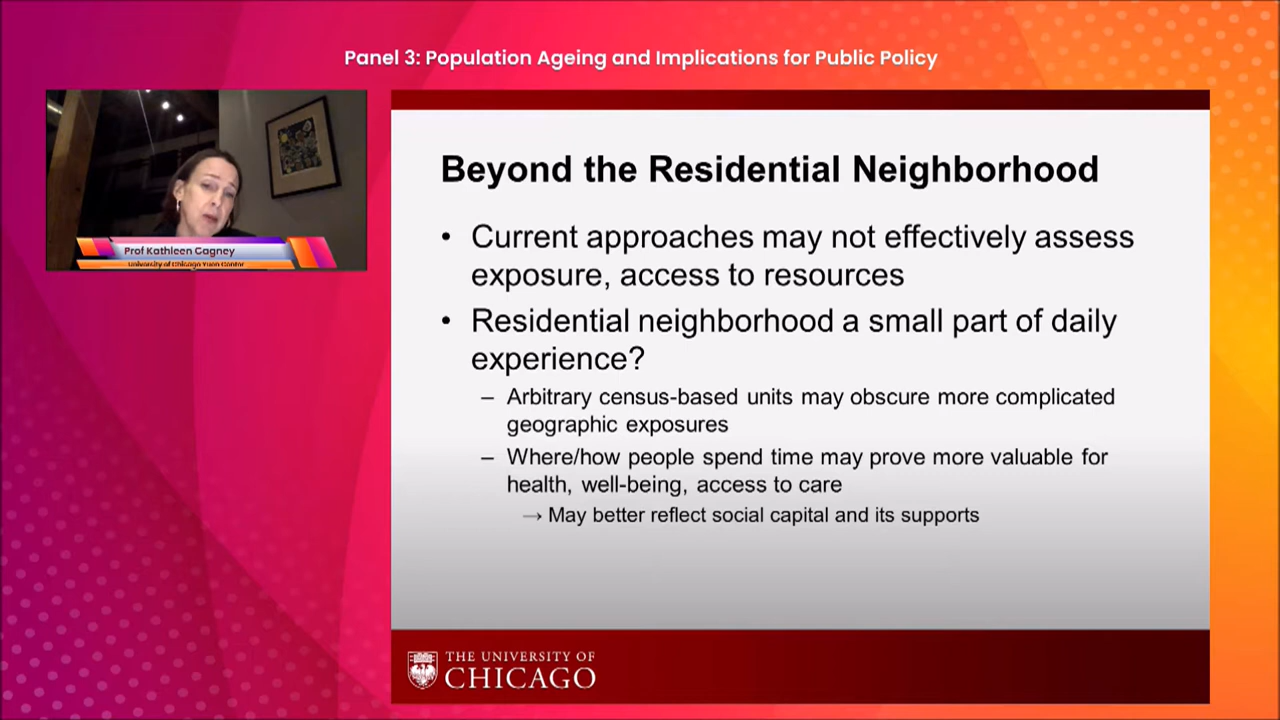 Panel 3: Population Ageing and Implications for Public Policy
Prof Kathleen Cagney
University of Chicago Yuen Center
Beyond the Residential Neighborhood
• Current approaches may not effectively assess
exposure, access to resources
• Residential neighborhood a small part of daily
experience?
– Arbitrary census-based units may obscure more complicated
geographic exposures
– Where/how people spend time may prove more valuable for
health, well-being, access to care
→ May better reflect social capital and its supports
THE UNIVERSITY OF
CHICAGO